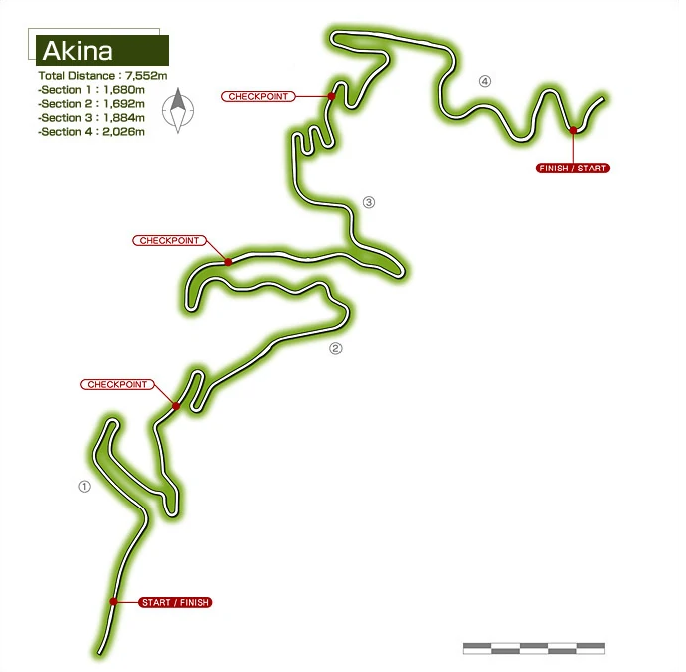 Akina
Total Distance : 7,552m
-Section 1 : 1,680m
-Section 2 : 1,692m
-Section 3 : 1,884m
-Section 4 : 2,026m
④
CHECKPOINT
FINISH / START
③
CHECKPOINT
②
CHECKPOINT
①
START / FINISH